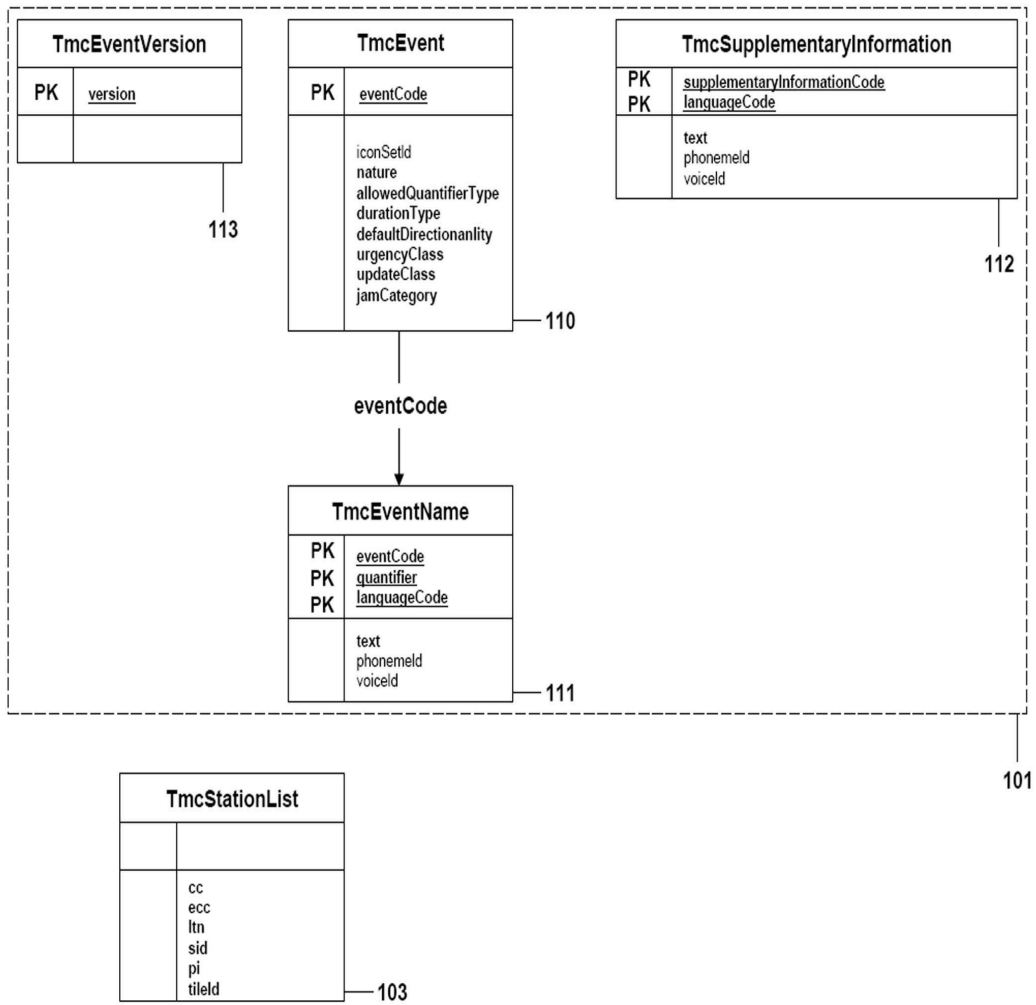 TmcEventVersion
PK version
113
TmcEvent
PK eventCode
iconSetId
nature
allowedQuantifierType
durationType
defaultDirectionanlity
urgencyClass
updateClass
jamCategory
110
TmcSupplementaryInformation
PK supplementaryInformationCode
PK languageCode
text
phonemeId
voiceId
112
eventCode
TmcEventName
PK eventCode
PK quantifier
PK languageCode
text
phonemeId
voiceId
111
101
TmcStationList
cc
ecc
ltn
sid
pi
tileId
103